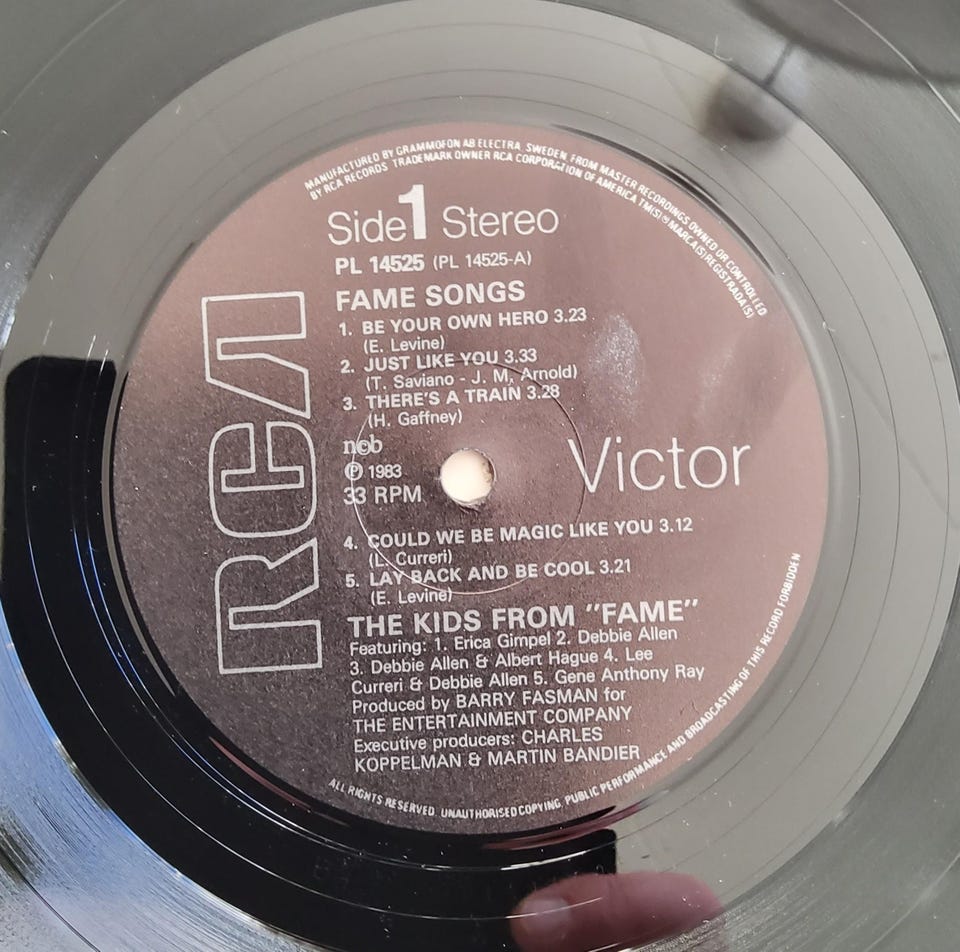 MANUFACTURED BY GRAMMOFON AB ELECTRA, SWEDEN, FROM MASTER RECORDINGS OWNED OR CONTROLLED
BY RCA RECORDS. TRADEMARK OWNER RCA CORPORATION OF AMERICA TM(S) ® MARCA(S) REGISTRADA(S)
Side 1 Stereo
PL 14525 (PL 14525-A)
FAME SONGS
1. BE YOUR OWN HERO 3.23
(E. Levine)
2. JUST LIKE YOU 3.33
(T. Saviano - J. M. Arnold)
3. THERE'S A TRAIN 3.28
(H. Gaffney)
ncb
℗ 1983
33 RPM
RCA
Victor
4. COULD WE BE MAGIC LIKE YOU 3.12
(L. Curreri)
5. LAY BACK AND BE COOL 3.21
(E. Levine)
THE KIDS FROM "FAME"
Featuring: 1. Erica Gimpel 2. Debbie Allen
3. Debbie Allen & Albert Hague 4. Lee
Curreri & Debbie Allen 5. Gene Anthony Ray
Produced by BARRY FASMAN for
THE ENTERTAINMENT COMPANY
Executive producers: CHARLES
KOPPELMAN & MARTIN BANDIER
ALL RIGHTS RESERVED. UNAUTHORISED COPYING, PUBLIC PERFORMANCE AND BROADCASTING OF THIS RECORD FORBIDDEN